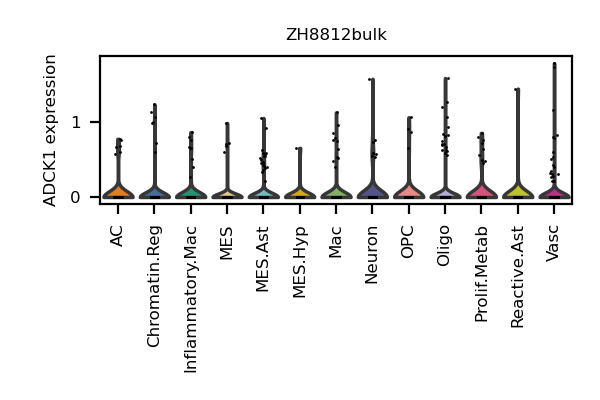 ZH8812bulk
ADCK1 expression
1
0
AC
Chromatin.Reg
Inflammatory.Mac
MES
MES.Ast
MES.Hyp
Mac
Neuron
OPC
Oligo
Prolif.Metab
Reactive.Ast
Vasc